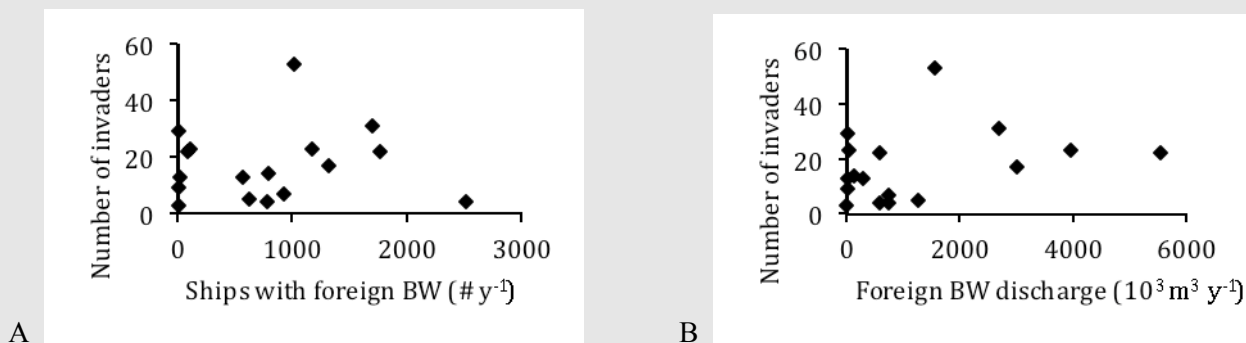 60
40
20
0
Number of invaders
0 1000 2000 3000
Ships with foreign BW (# y⁻¹)
A
60
40
20
0
Number of invaders
0 2000 4000 6000
Foreign BW discharge (10³ m³ y⁻¹)
B